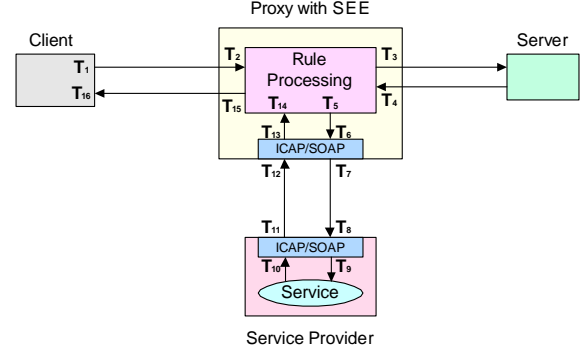 Proxy with SEE
Client
Server
T1
T2
T3
Rule
Processing
T16
T15
T14
T5
T4
T13
T6
ICAP/SOAP
T12
T7
T11
T8
ICAP/SOAP
T10
T9
Service
Service Provider